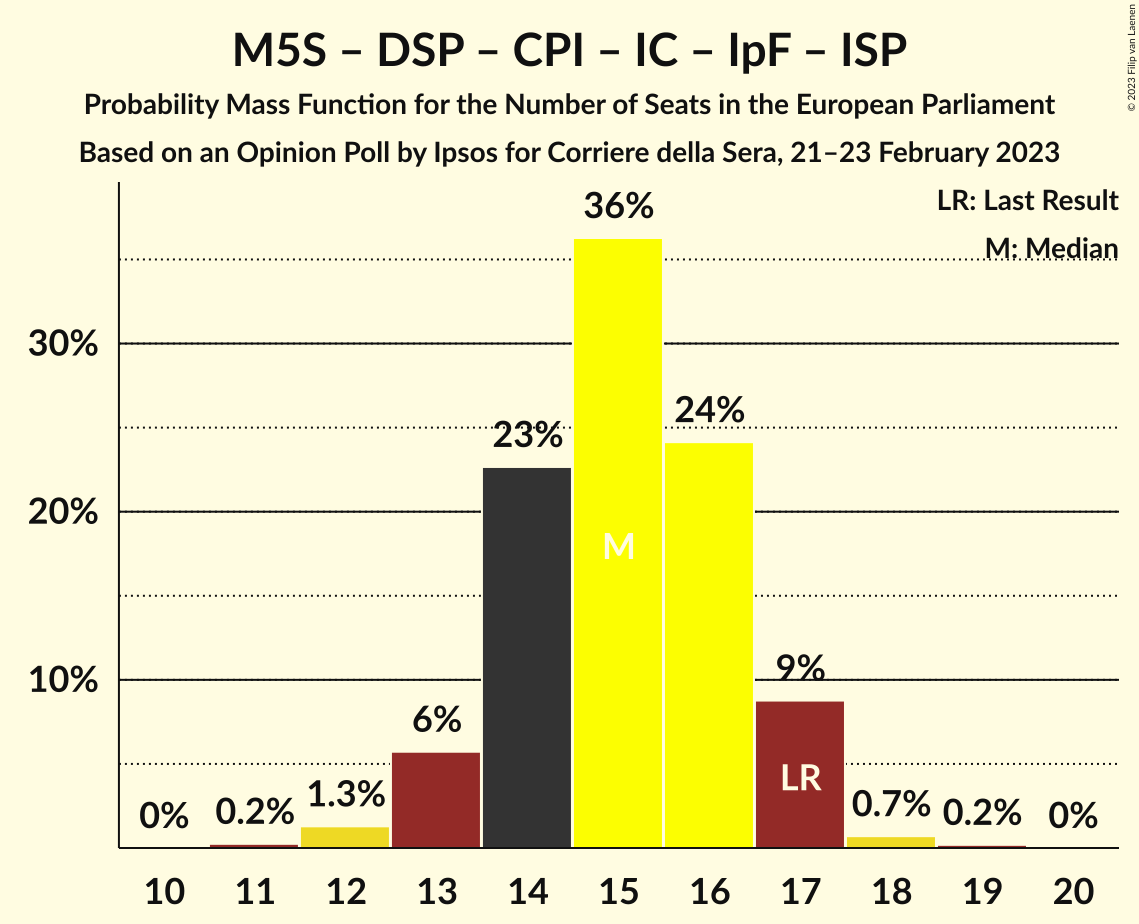 M5S – DSP – CPI – IC – IpF – ISP
Probability Mass Function for the Number of Seats in the European Parliament
Based on an Opinion Poll by Ipsos for Corriere della Sera, 21–23 February 2023
© 2023 Filip van Laenen
LR: Last Result
M: Median
36%
30%
24%
23%
20%
M
10%
9%
6%
LR
1.3%
0%
0.2%
0.7%
0.2%
0%
10 11 12 13 14 15 16 17 18 19 20